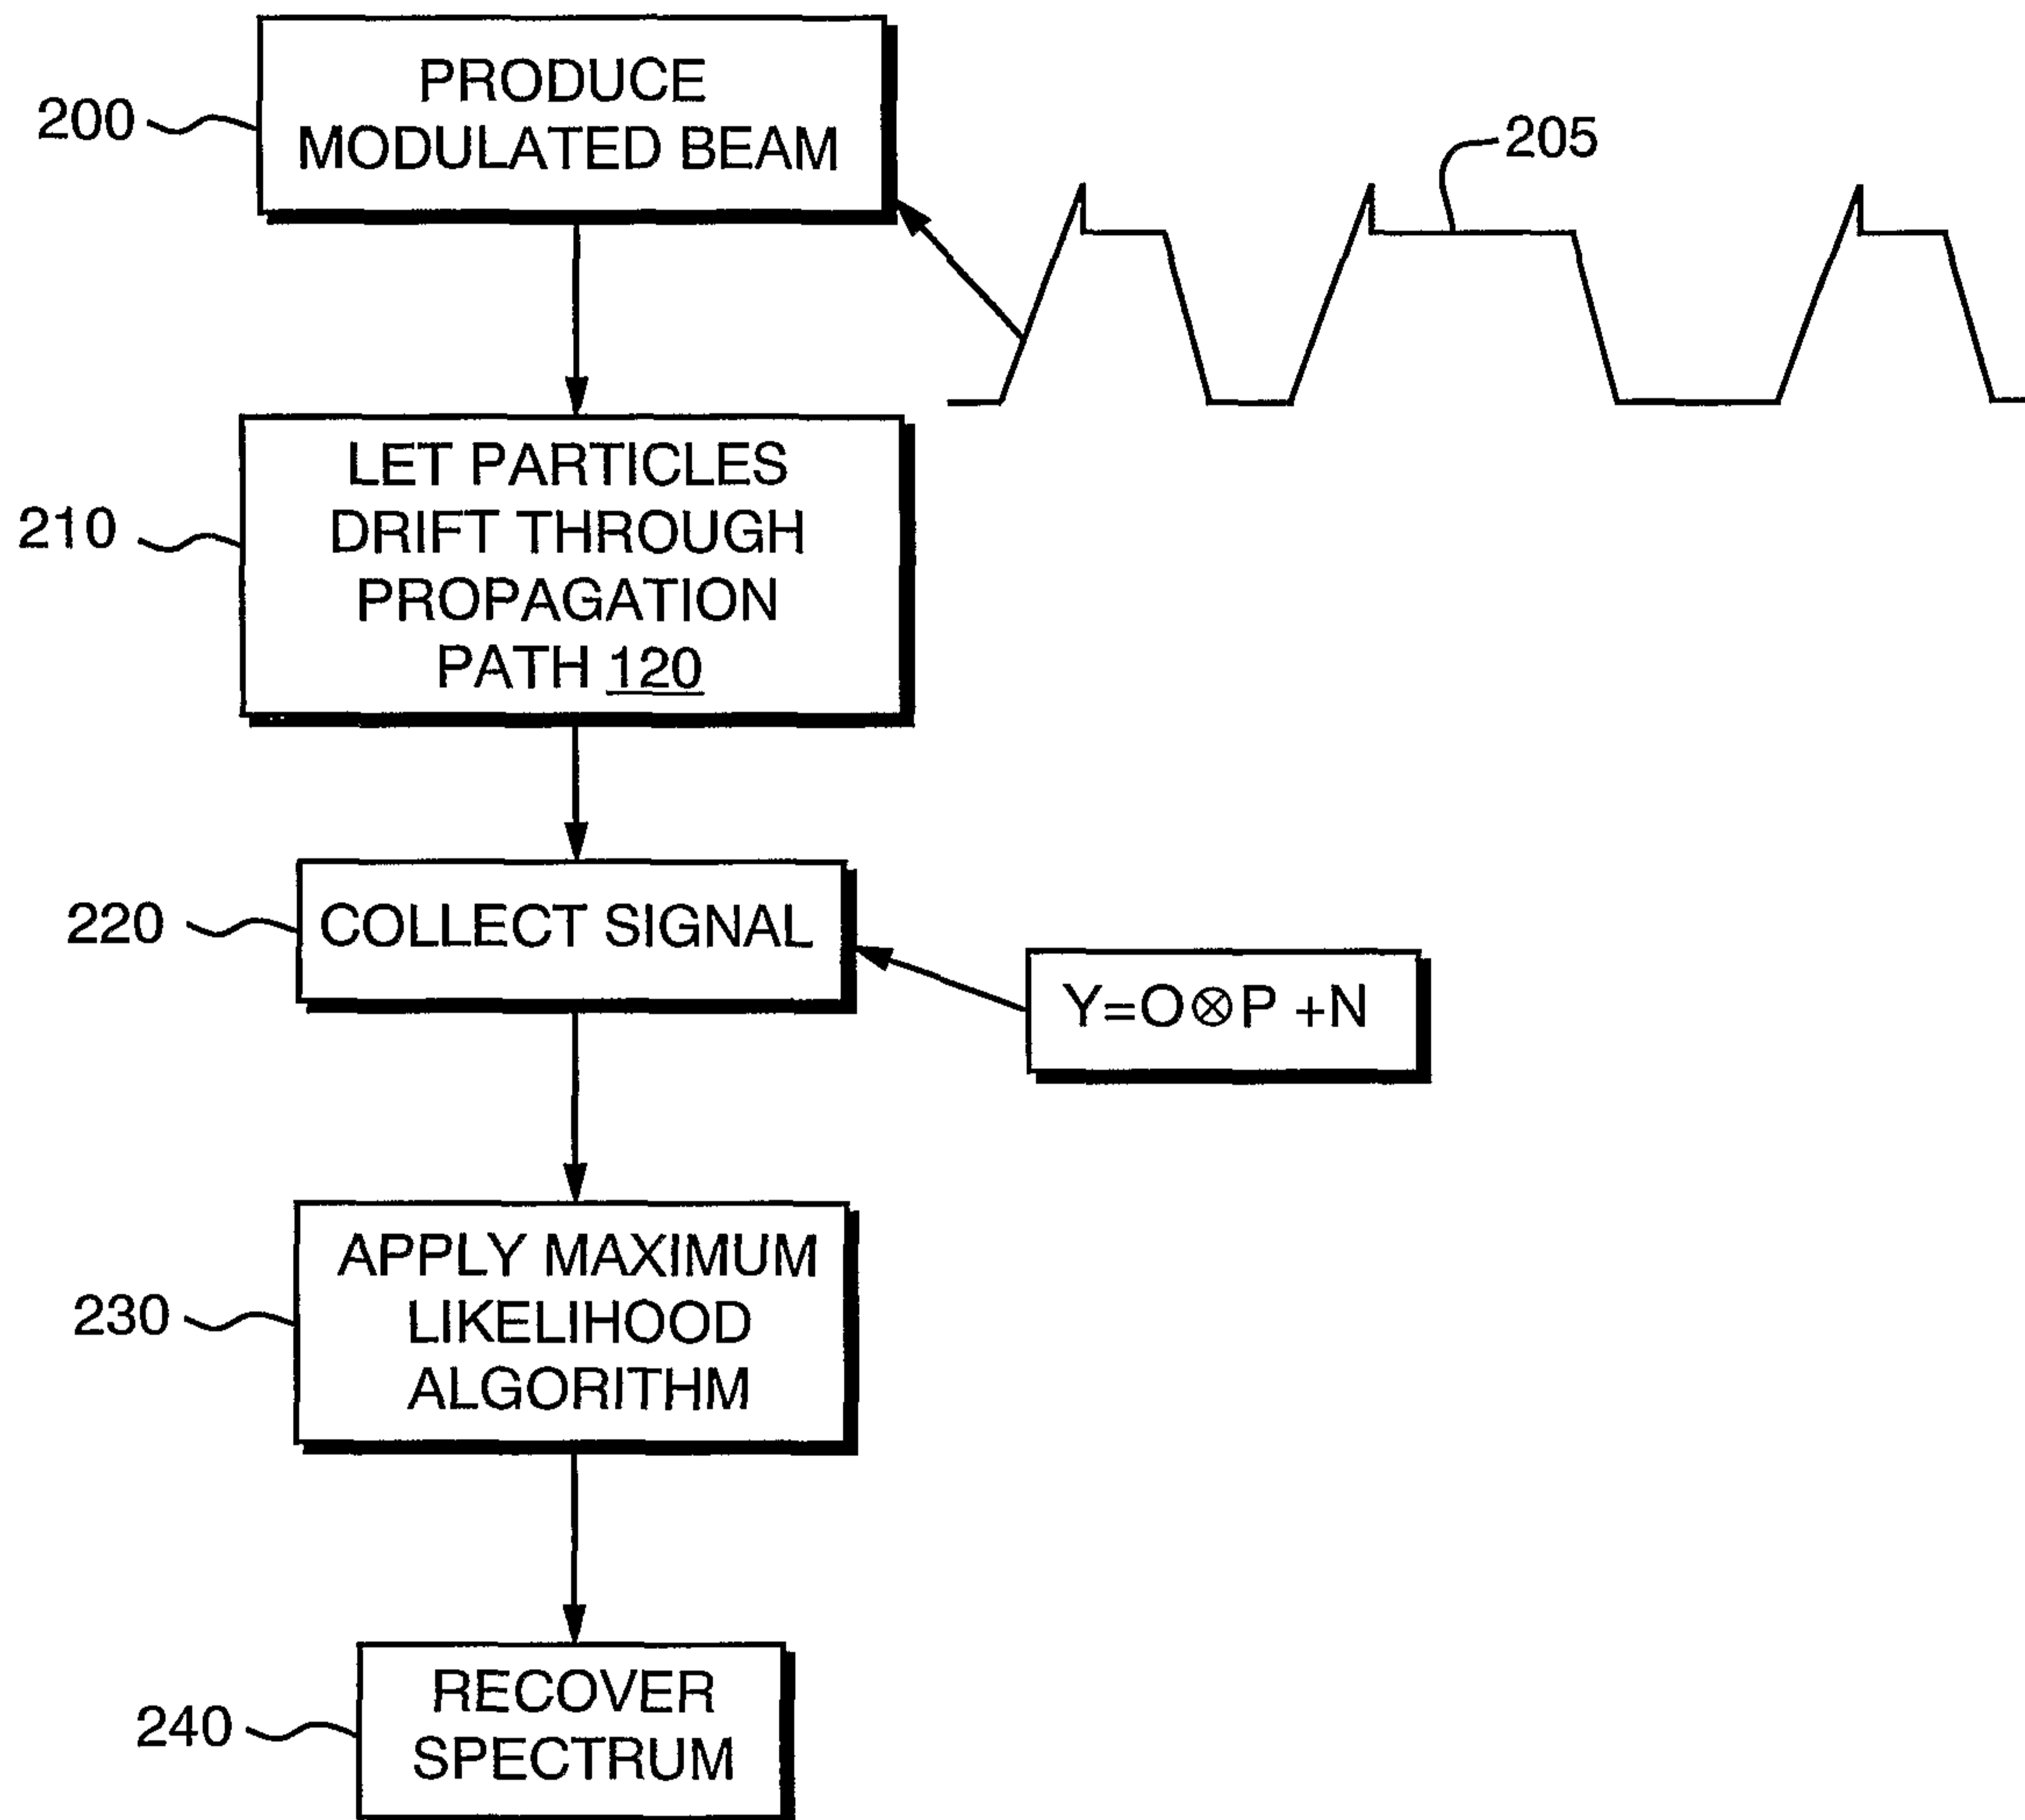 200
PRODUCE
MODULATED BEAM
205
210
LET PARTICLES
DRIFT THROUGH
PROPAGATION
PATH 120
220
COLLECT SIGNAL
Y=O⊗P +N
230
APPLY MAXIMUM
LIKELIHOOD
ALGORITHM
240
RECOVER
SPECTRUM